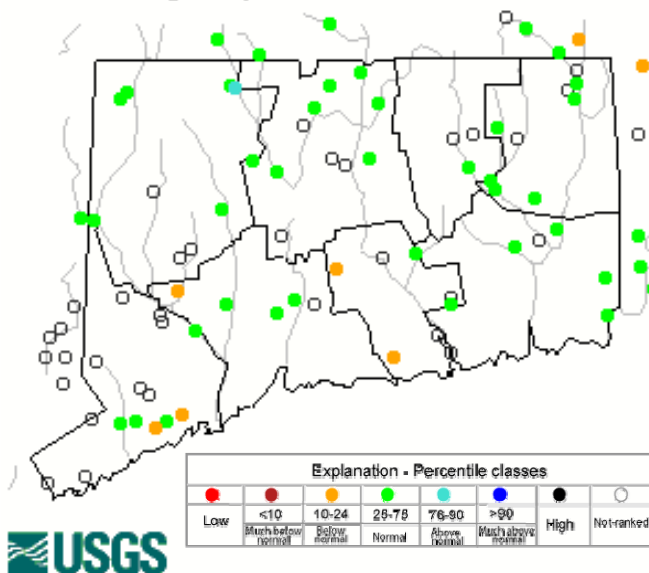 Explanation - Percentile classes
Low <10 10-24 25-75 76-90 >90 High Not-ranked
Much below normal Below normal Normal Above normal Much above normal
USGS